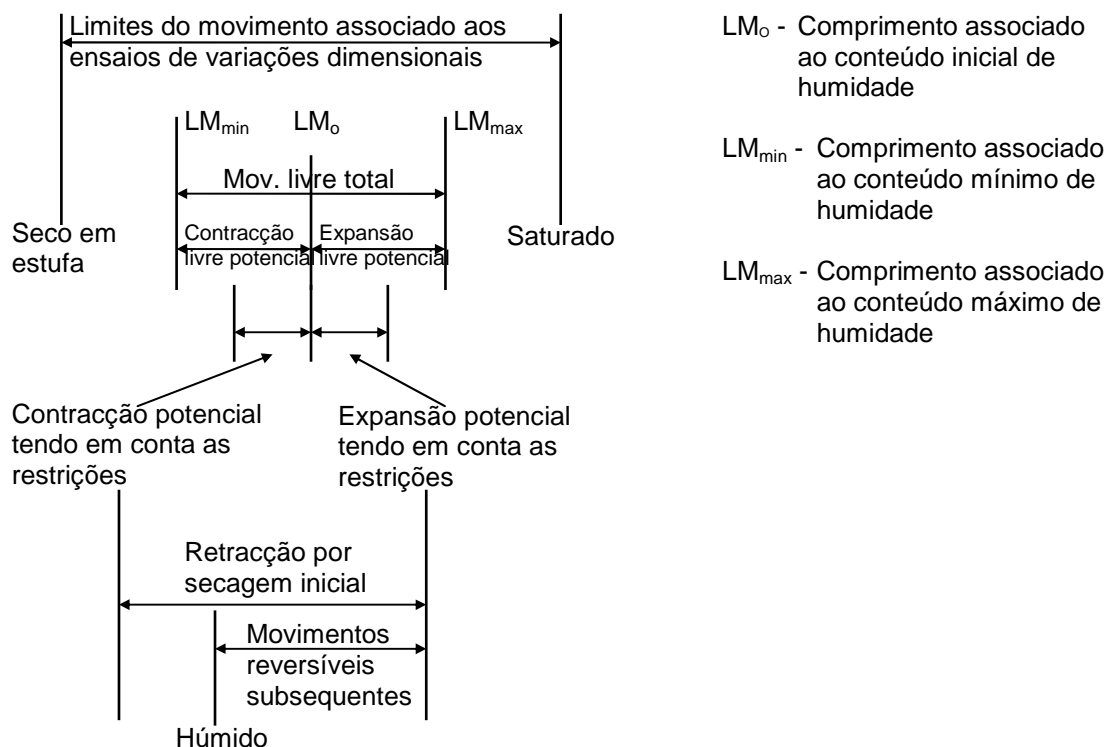 Limites do movimento associado aos
ensaios de variações dimensionais
LMmin
LMo
LMmax
Mov. livre total
Seco em
estufa
Contracção
livre potencial
Expansão
livre potencial
Saturado
Contracção potencial
tendo em conta as
restrições
Expansão potencial
tendo em conta as
restrições
Retracção por
secagem inicial
Movimentos
reversíveis
subsequentes
Húmido
LMo - Comprimento associado
ao conteúdo inicial de
humidade
LMmin - Comprimento associado
ao conteúdo mínimo de
humidade
LMmax - Comprimento associado
ao conteúdo máximo de
humidade